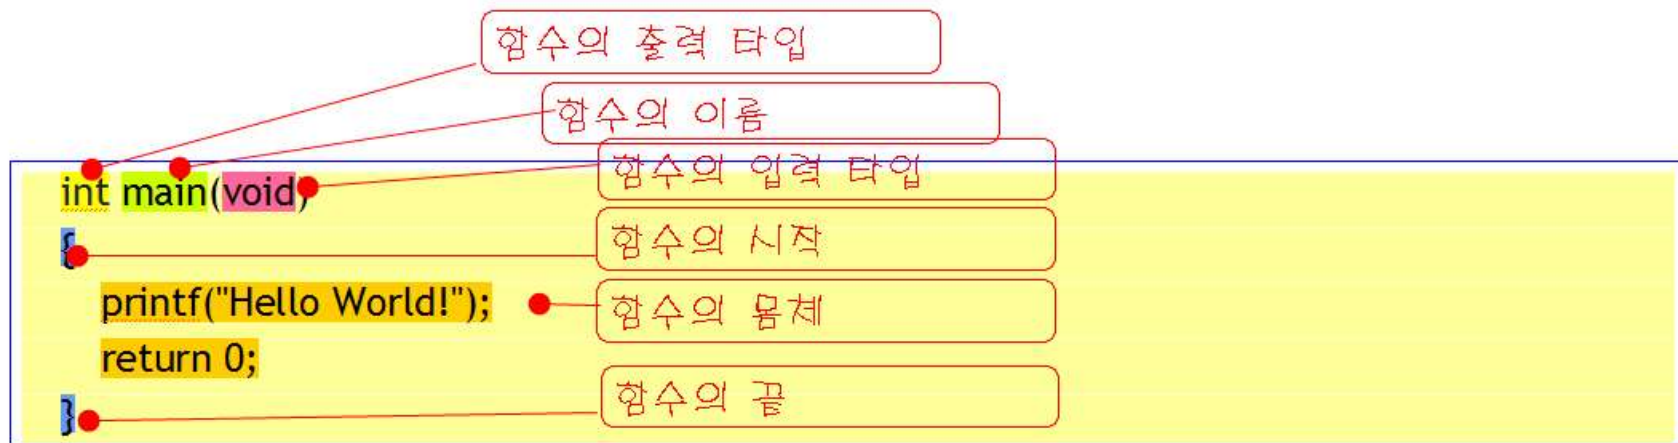 함수의 출력 타입
함수의 이름
함수의 입력 타입
int main(void)
{
함수의 시작
printf("Hello World!");
함수의 몸체
return 0;
함수의 끝
}